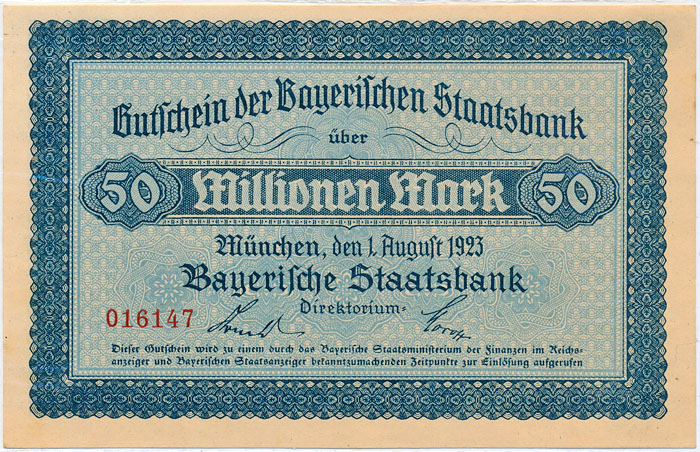 Gutschein der Bayerischen Staatsbank
über
50 Millionen Mark 50
München, den 1. August 1923
Bayerische Staatsbank
Direktorium
016147
Dieser Gutschein wird zu einem durch das Bayerische Staatsministerium der Finanzen im Reichs-
anzeiger und Bayerischen Staatsanzeiger bekanntzumachenden Zeitpunkte zur Einlösung aufgerufen